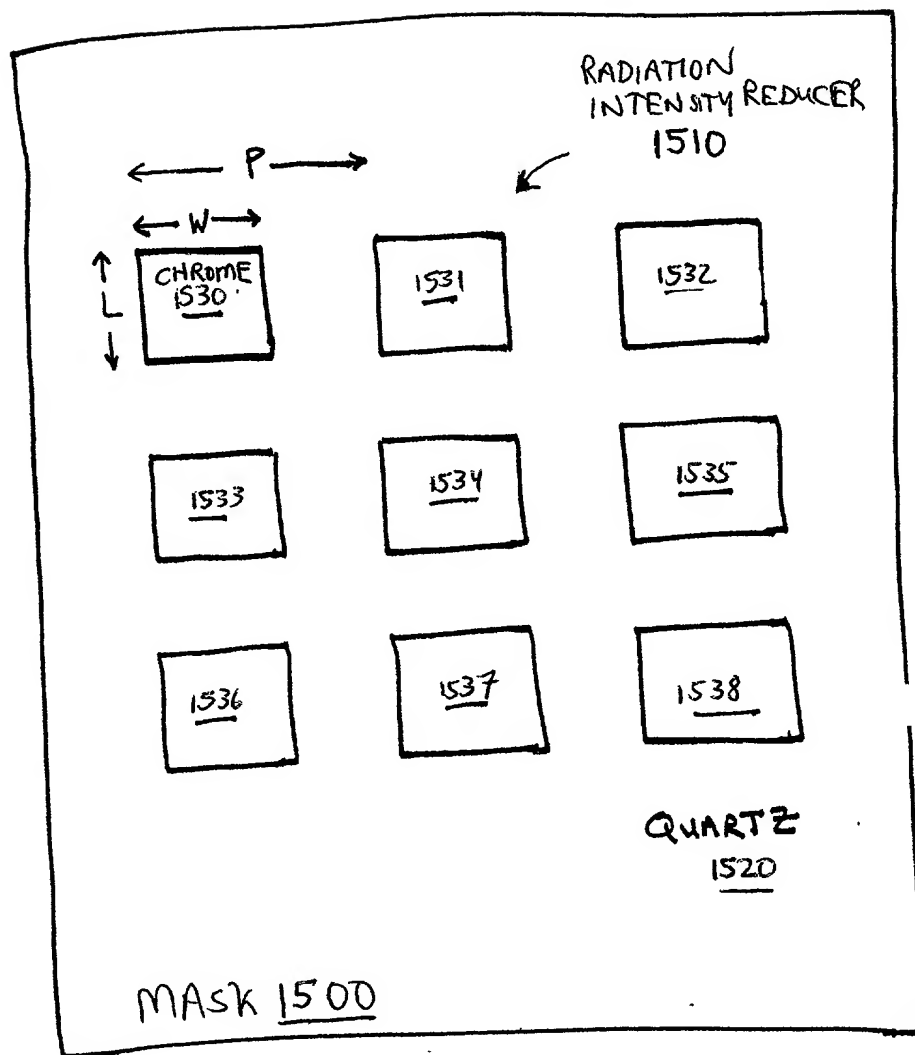 RADIATION
INTENSITY REDUCER
1510
P
W
L
CHROME
1530
1531
1532
1533
1534
1535
1536
1537
1538
QUARTZ
1520
MASK 1500